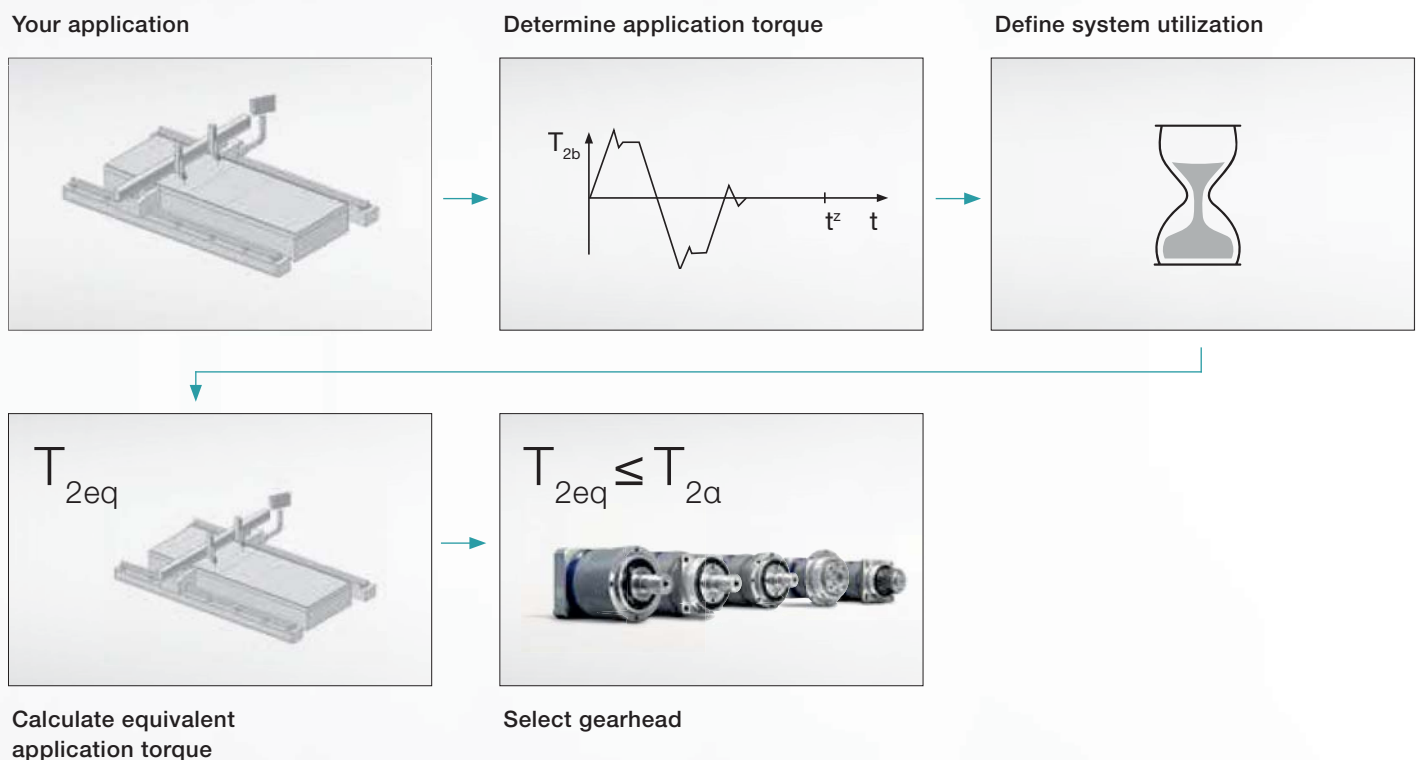 Your application
Determine application torque
Define system utilization
T2b
tz t
T2eq
T2eq ≤ T2α
Calculate equivalent
application torque
Select gearhead